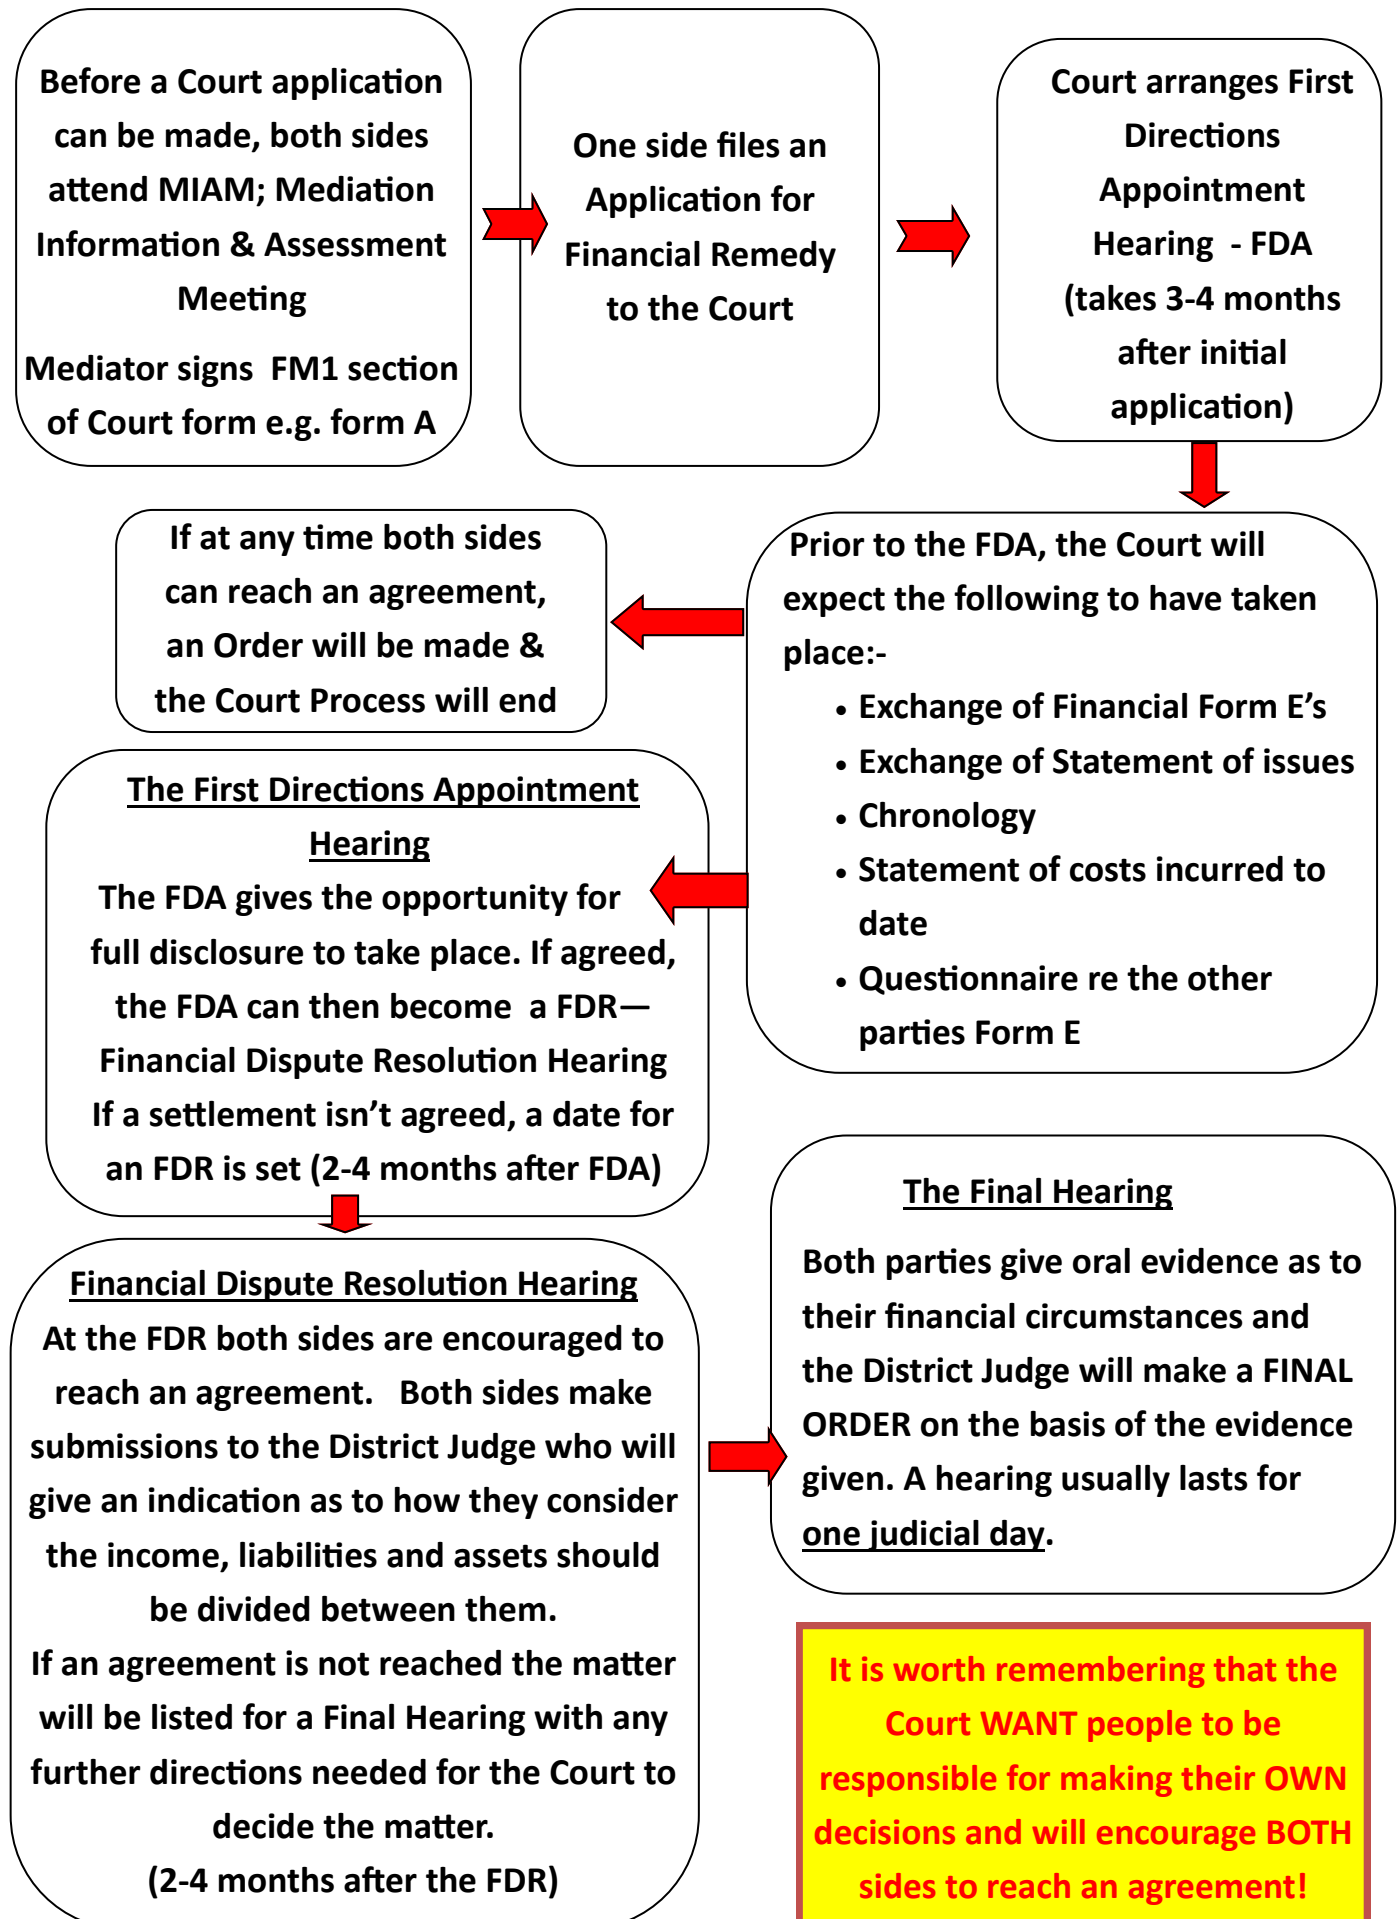 Before a Court application
can be made, both sides
attend MIAM; Mediation
Information & Assessment
Meeting
Mediator signs FM1 section
of Court form e.g. form A
One side files an
Application for
Financial Remedy
to the Court
Court arranges First
Directions
Appointment
Hearing - FDA
(takes 3-4 months
after initial
application)
If at any time both sides
can reach an agreement,
an Order will be made &
the Court Process will end
Prior to the FDA, the Court will
expect the following to have taken
place:-
• Exchange of Financial Form E’s
• Exchange of Statement of issues
• Chronology
• Statement of costs incurred to
date
• Questionnaire re the other
parties Form E
The First Directions Appointment
Hearing
The FDA gives the opportunity for
full disclosure to take place. If agreed,
the FDA can then become a FDR—
Financial Dispute Resolution Hearing
If a settlement isn’t agreed, a date for
an FDR is set (2-4 months after FDA)
Financial Dispute Resolution Hearing
At the FDR both sides are encouraged to
reach an agreement. Both sides make
submissions to the District Judge who will
give an indication as to how they consider
the income, liabilities and assets should
be divided between them.
If an agreement is not reached the matter
will be listed for a Final Hearing with any
further directions needed for the Court to
decide the matter.
(2-4 months after the FDR)
The Final Hearing
Both parties give oral evidence as to
their financial circumstances and
the District Judge will make a FINAL
ORDER on the basis of the evidence
given. A hearing usually lasts for
one judicial day.
It is worth remembering that the
Court WANT people to be
responsible for making their OWN
decisions and will encourage BOTH
sides to reach an agreement!